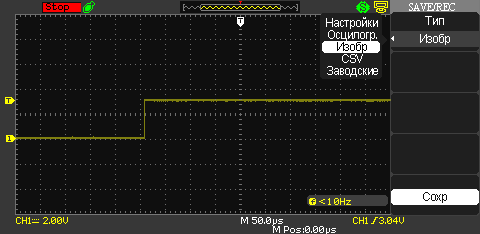 Stop
SAVE/REC
T
Настройки
Осцилогр.
Изобр
CSV
Заводские
Тип
Изобр
T
1
f <10Hz
Сохр
CH1 2.00V
M 50.0µs
CH1 / 3.04V
M Pos:0.00µs